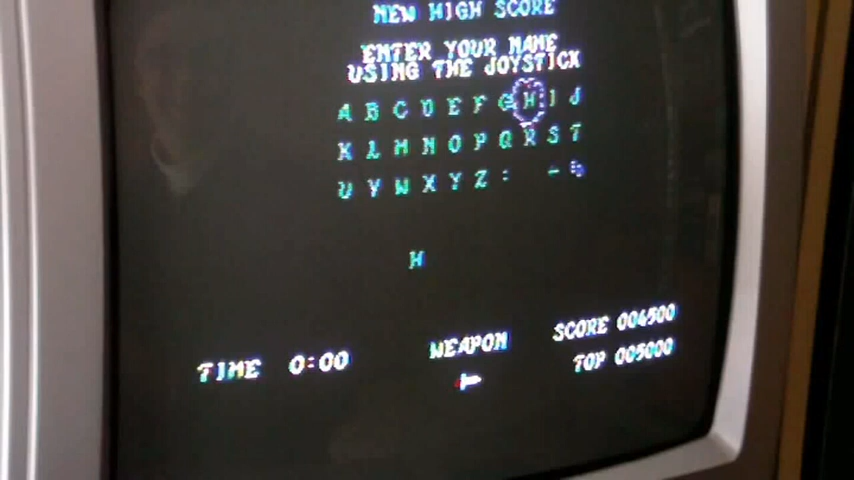 NEW HIGH SCORE
ENTER YOUR NAME
USING THE JOYSTICK
A B C D E F G H I J
K L M N O P Q R S T
U V W X Y Z : -
H
TIME 0:00
WEAPON
SCORE 004500
TOP 005000